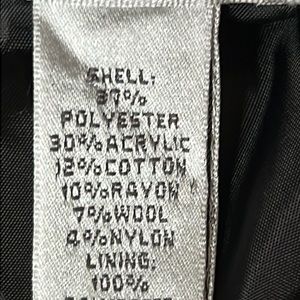 SHELL:
37%
POLYESTER
30% ACRYLIC
12% COTTON
10% RAYON
7% WOOL
4% NYLON
LINING:
100%